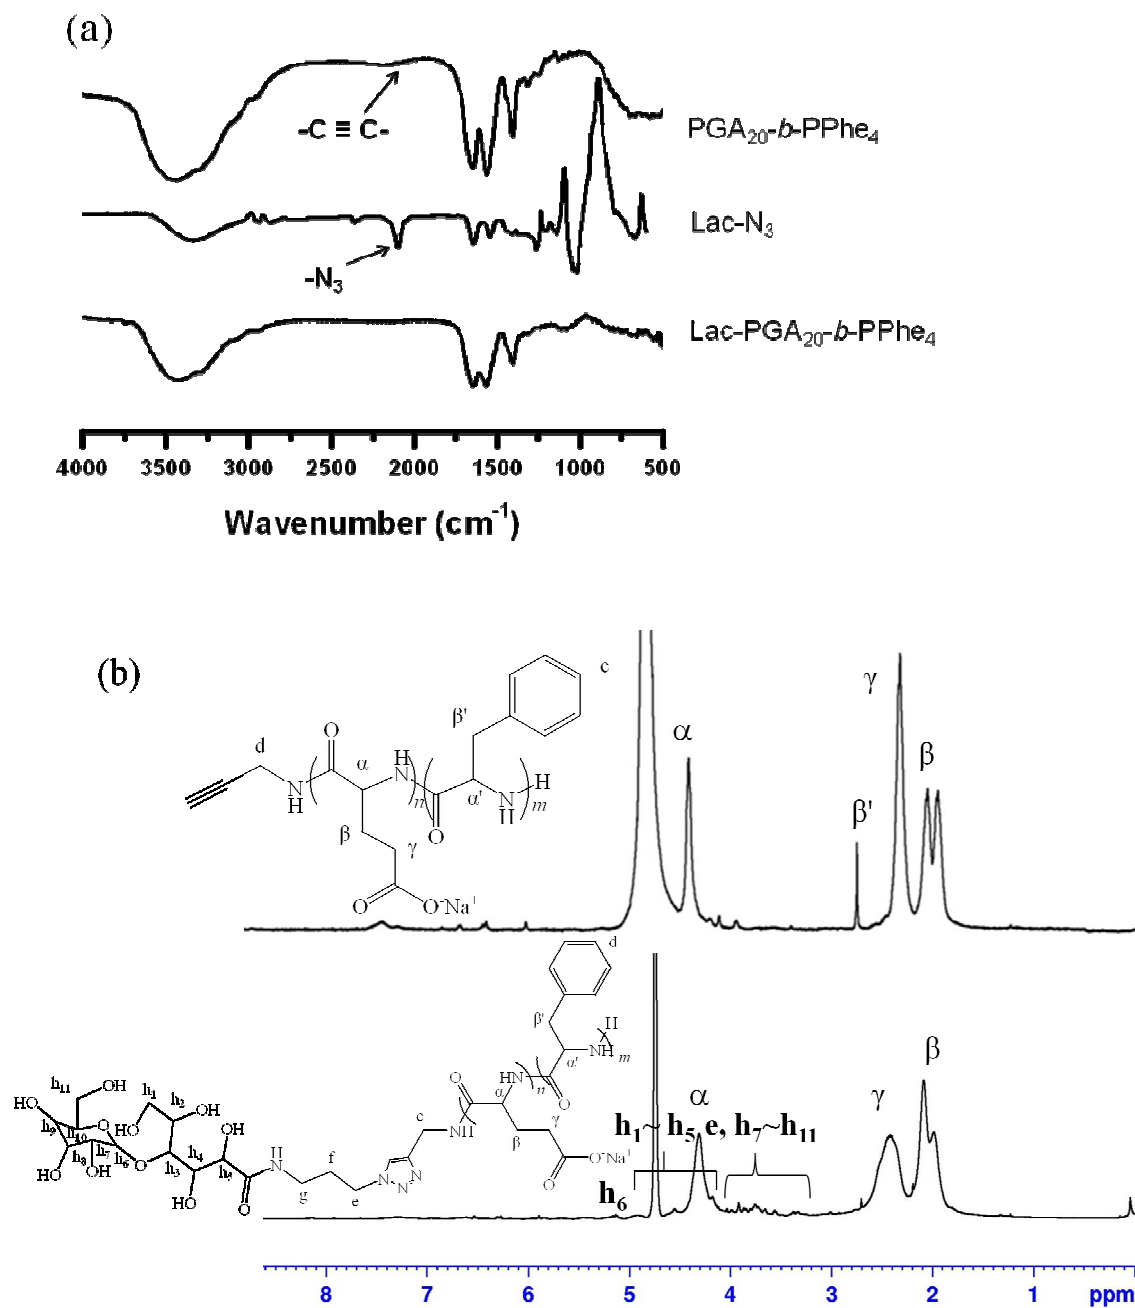 (a)
PGA20-b-PPhe4
-C ≡ C-
Lac-N3
-N3
Lac-PGA20-b-PPhe4
4000 3500 3000 2500 2000 1500 1000 500
Wavenumber (cm-1)
(b)
c
γ
β'
α
d
O
α
H
N
β
H
N
H
n
O
α'
N
H
m
β'
β
γ
O
O-Na
d
β'
H
NH
m
α'
β
O
α
HN
n
O
α
γ
h11
OH
h1
h2
c
NH
γ
h1~h5, e, h7~h11
HO
h9
h10
O
h7
HO
OH
OH
β
O
O-Na
h8
h6
h4
H
N
f
HO
OH
O
h3
h5
N
N
N
O
h6
OH
O
g
e
8 7 6 5 4 3 2 1 ppm